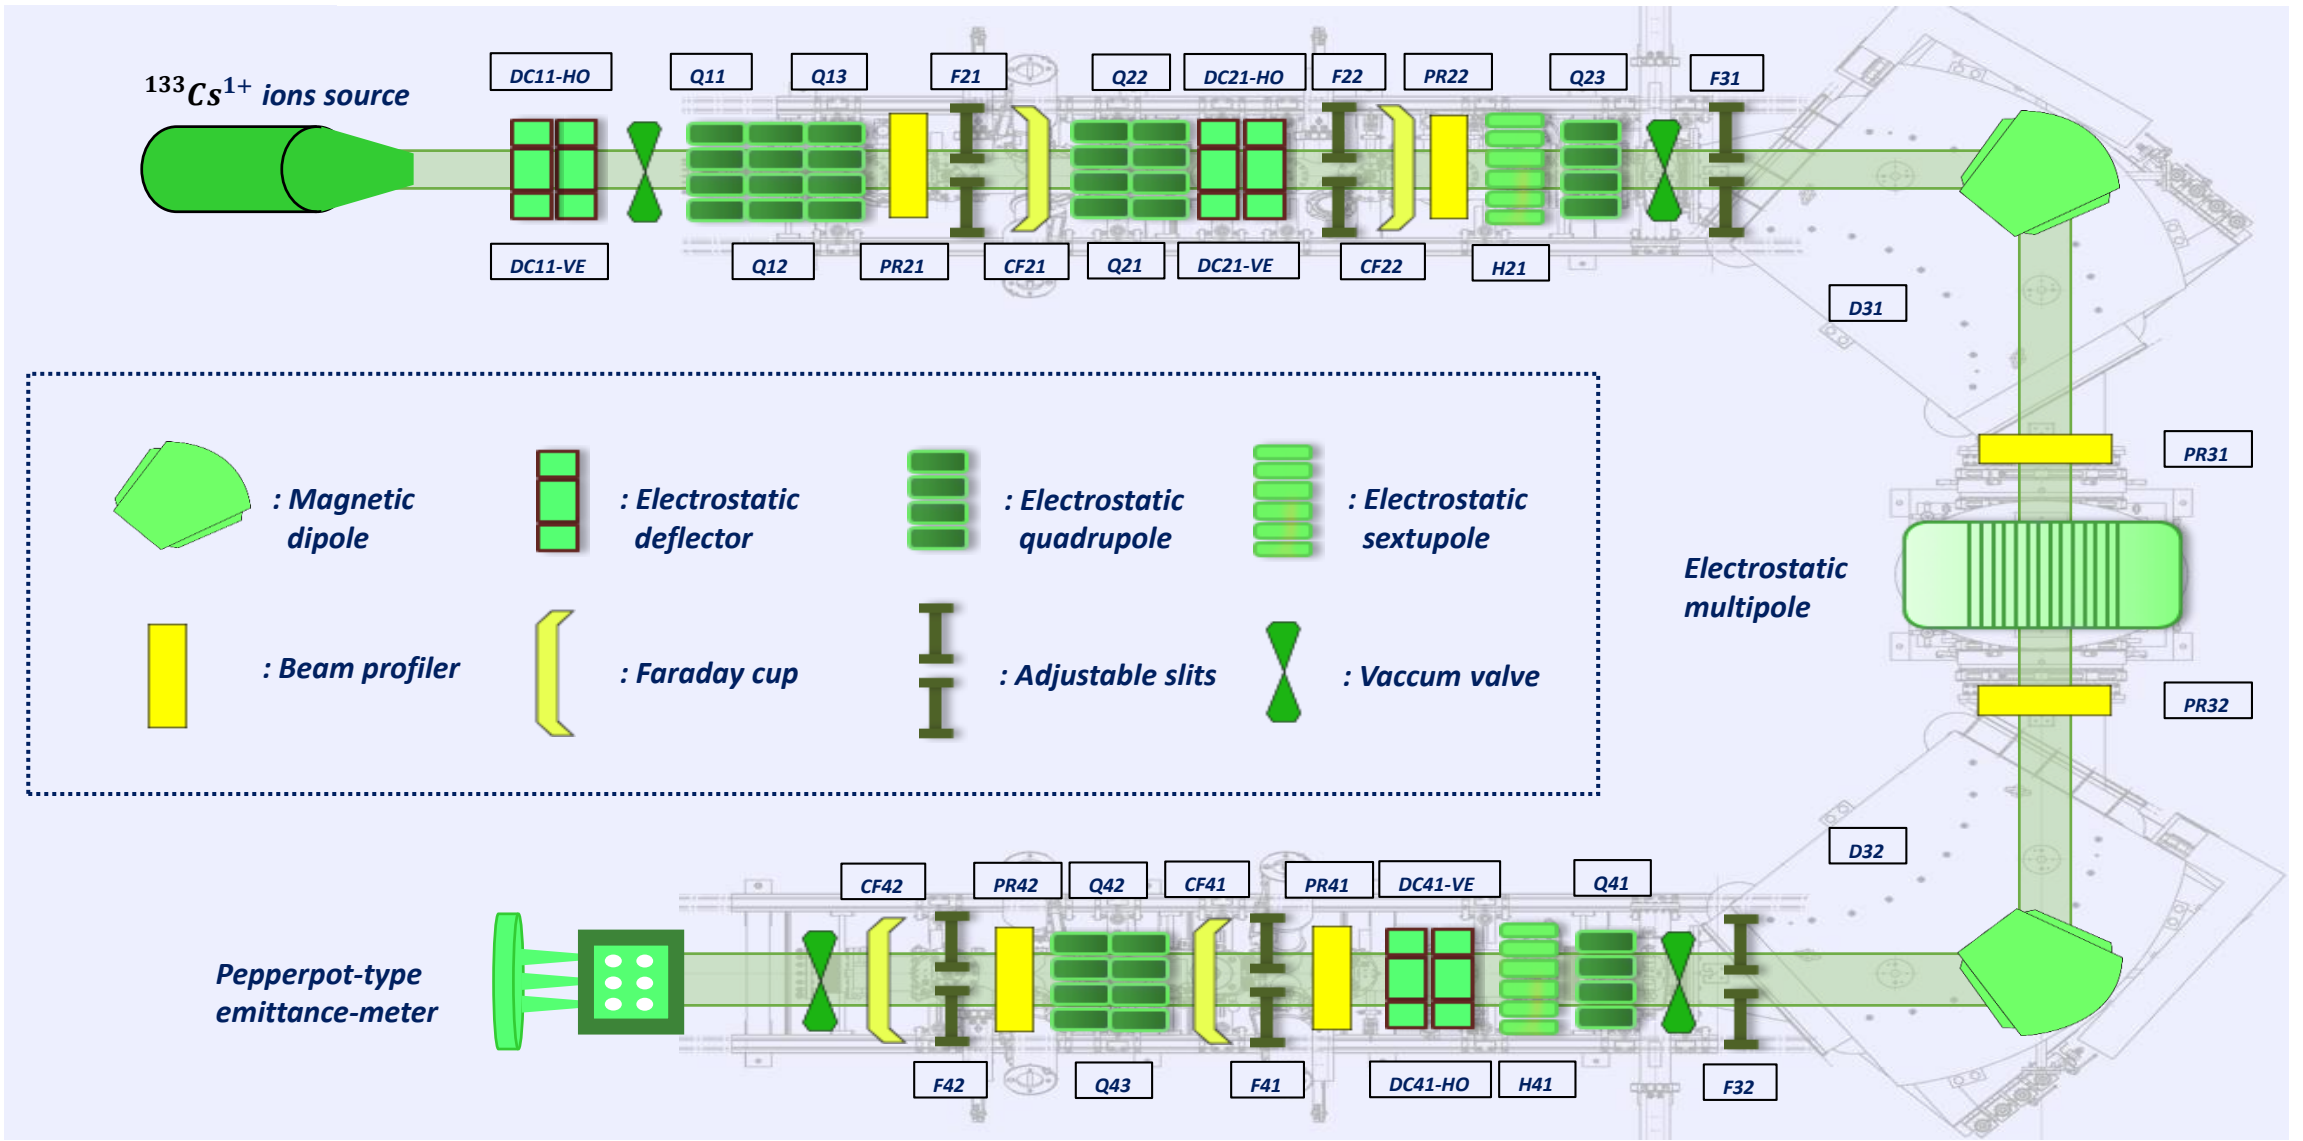 DC11-HO
Q11
Q13
F21
Q22
DC21-HO
F22
PR22
Q23
F31
¹³³Cs¹⁺ ions source
DC11-VE
Q12
PR21
CF21
Q21
DC21-VE
CF22
H21
D31
PR31
: Magnetic
dipole
: Electrostatic
deflector
: Electrostatic
quadrupole
: Electrostatic
sextupole
: Beam profiler
: Faraday cup
: Adjustable slits
: Vaccum valve
Electrostatic
multipole
PR32
D32
CF42
PR42
Q42
CF41
PR41
DC41-VE
Q41
Pepperpot-type
emittance-meter
F42
Q43
F41
DC41-HO
H41
F32